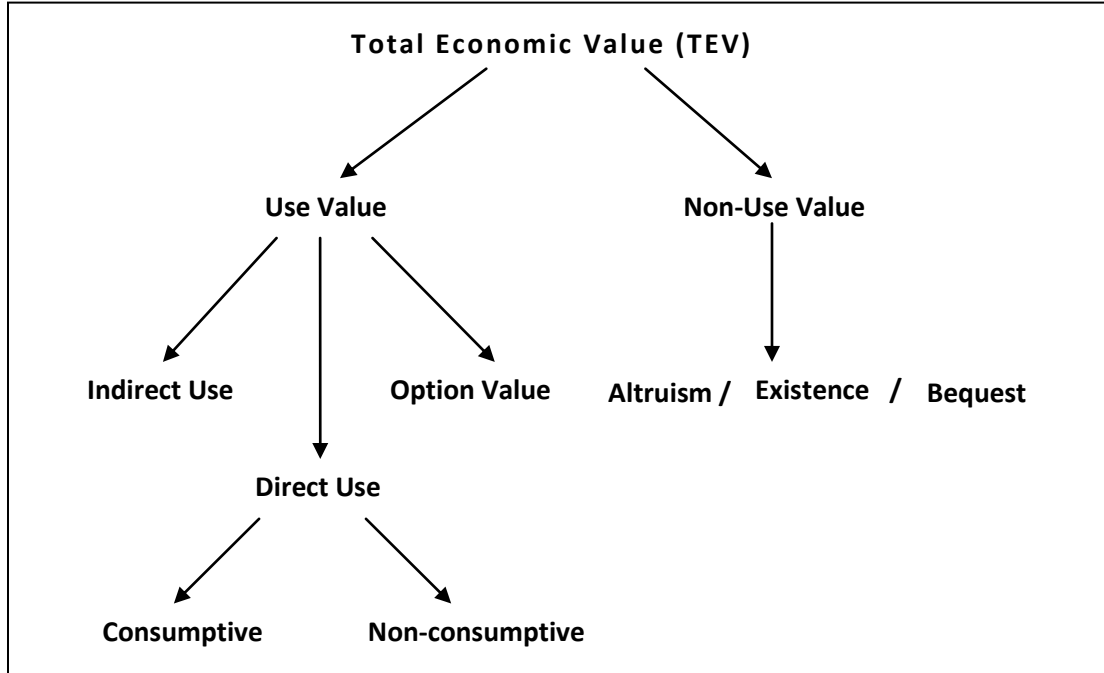 Total Economic Value (TEV)
Use Value Non-Use Value
Indirect Use Option Value Altruism / Existence / Bequest
Direct Use
Consumptive Non-consumptive